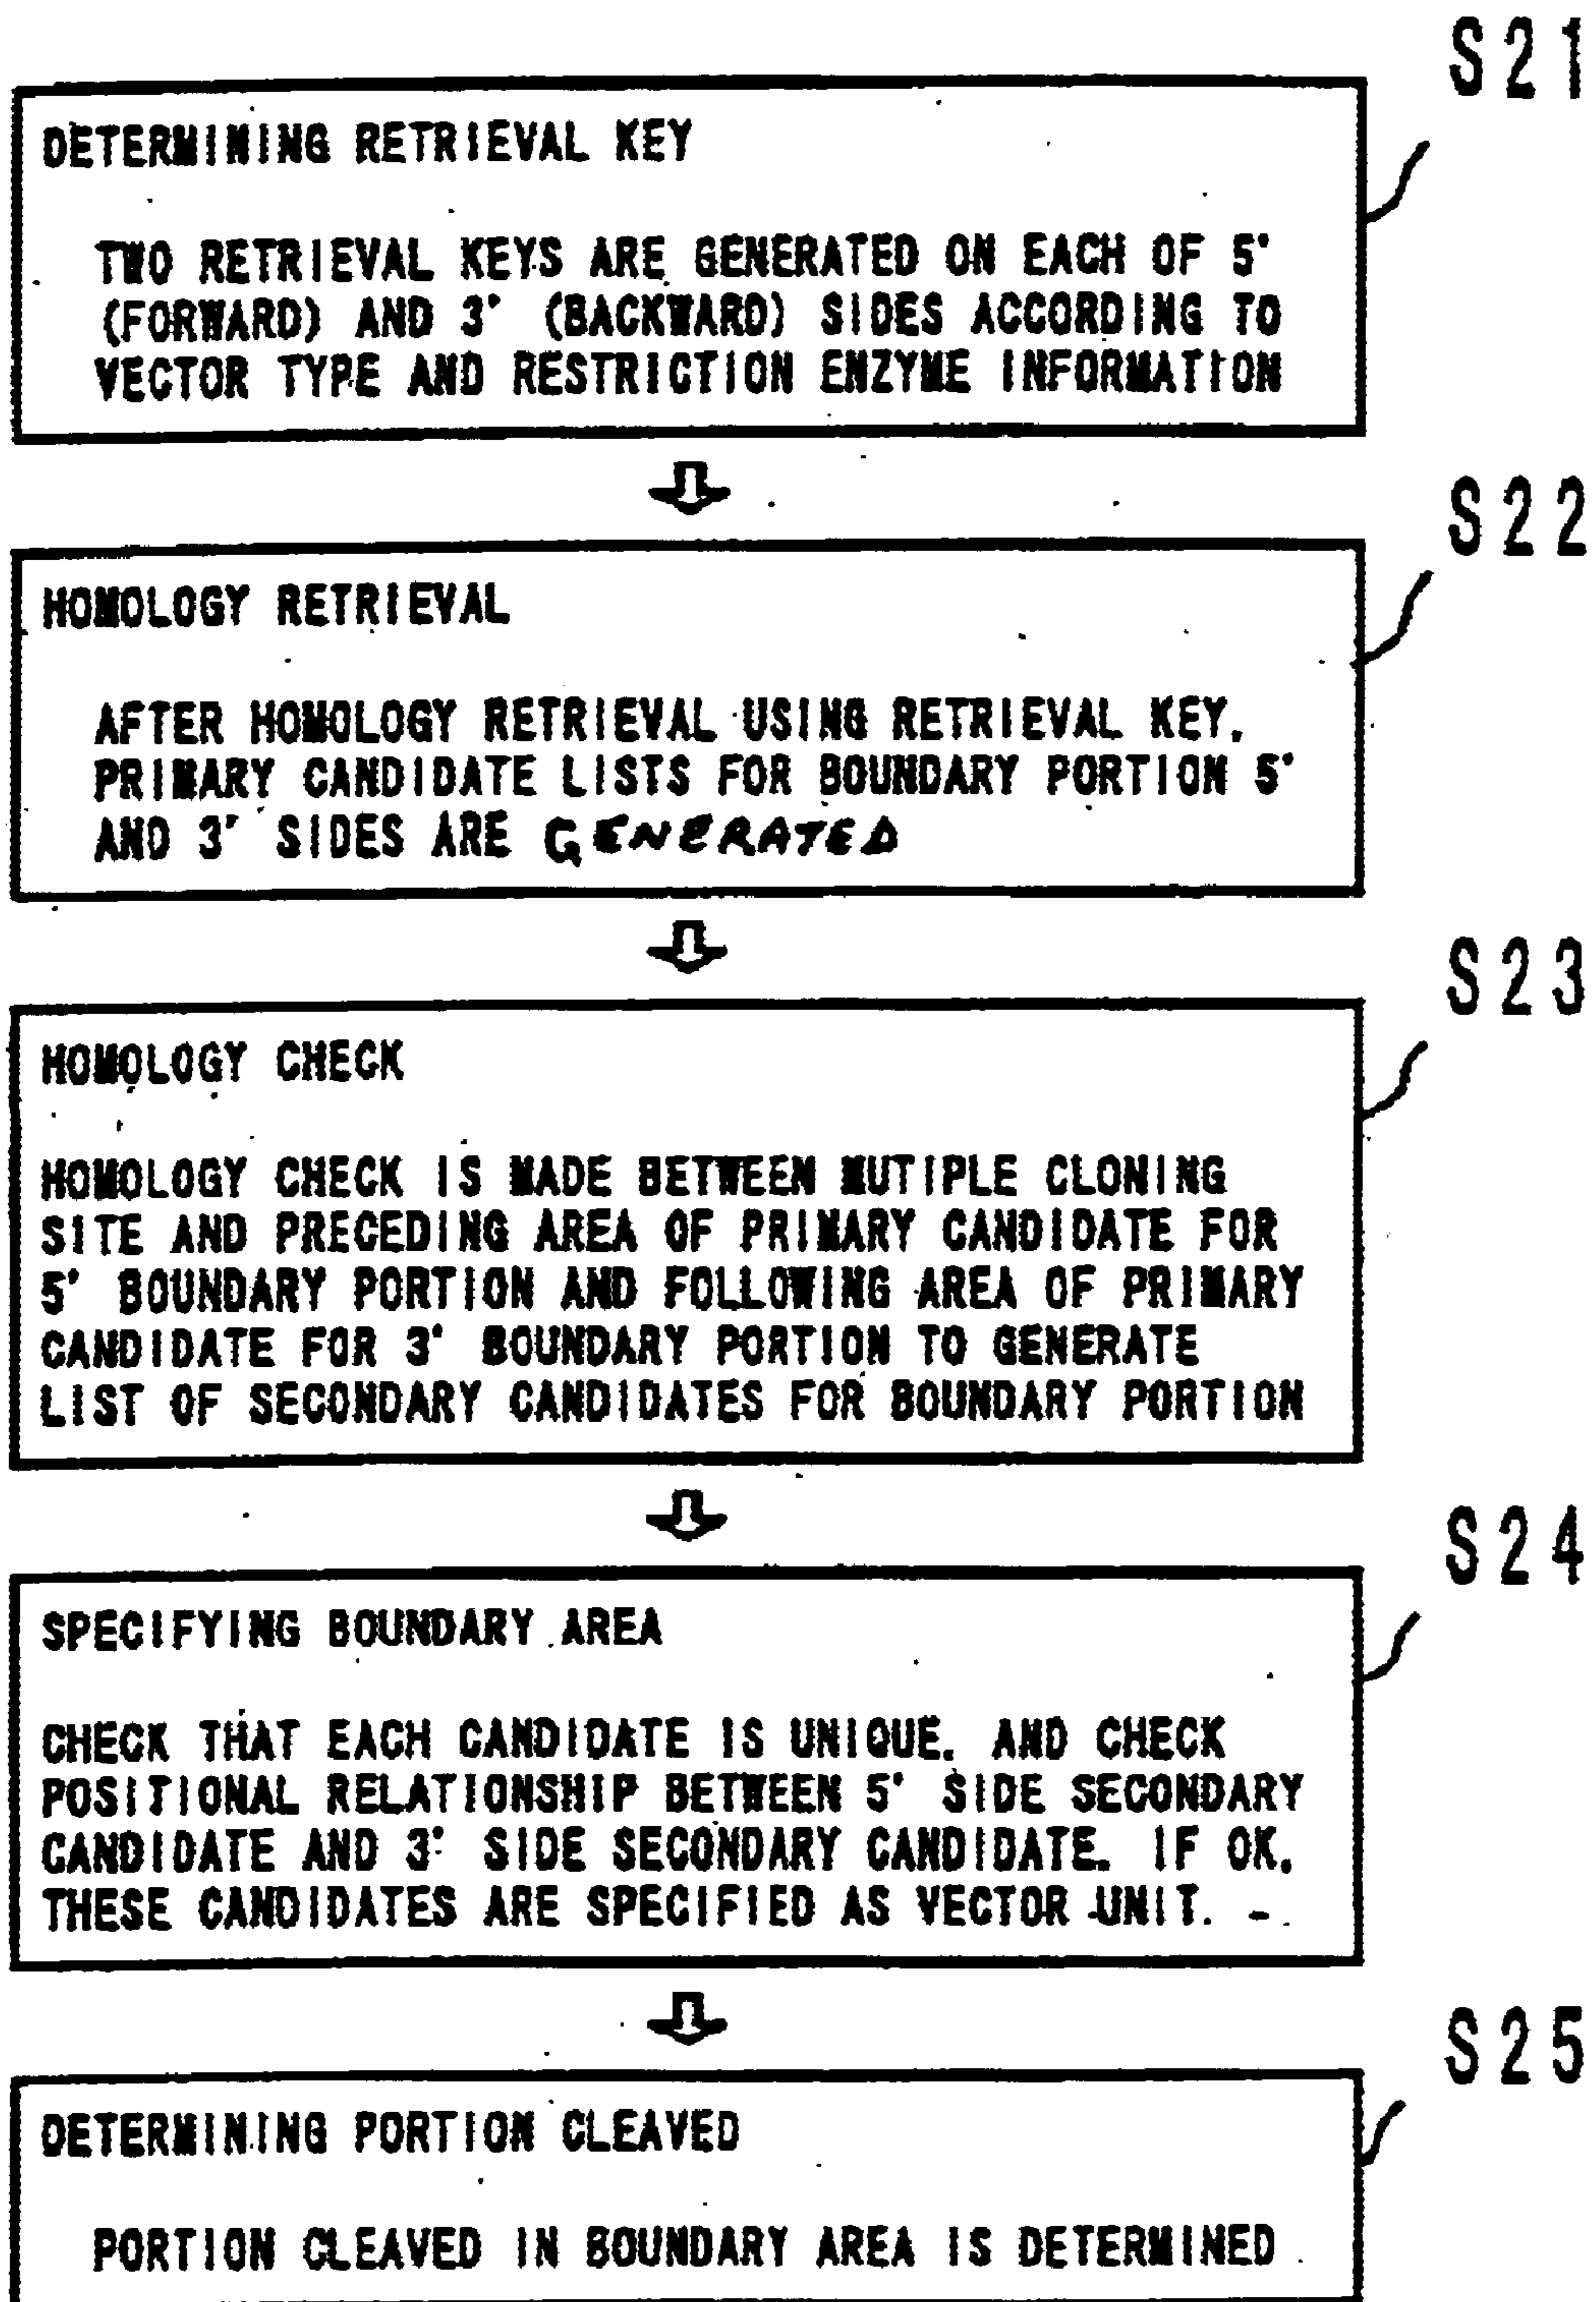 S21
DETERMINING RETRIEVAL KEY
TWO RETRIEVAL KEYS ARE GENERATED ON EACH OF 5'
(FORWARD) AND 3' (BACKWARD) SIDES ACCORDING TO
VECTOR TYPE AND RESTRICTION ENZYME INFORMATION
S22
HOMOLOGY RETRIEVAL
AFTER HOMOLOGY RETRIEVAL USING RETRIEVAL KEY,
PRIMARY CANDIDATE LISTS FOR BOUNDARY PORTION 5'
AND 3' SIDES ARE GENERATED
S23
HOMOLOGY CHECK
HOMOLOGY CHECK IS MADE BETWEEN MUTIPLE CLONING
SITE AND PRECEDING AREA OF PRIMARY CANDIDATE FOR
5' BOUNDARY PORTION AND FOLLOWING AREA OF PRIMARY
CANDIDATE FOR 3' BOUNDARY PORTION TO GENERATE
LIST OF SECONDARY CANDIDATES FOR BOUNDARY PORTION
S24
SPECIFYING BOUNDARY AREA
CHECK THAT EACH CANDIDATE IS UNIQUE. AND CHECK
POSITIONAL RELATIONSHIP BETWEEN 5' SIDE SECONDARY
CANDIDATE AND 3' SIDE SECONDARY CANDIDATE. IF OK,
THESE CANDIDATES ARE SPECIFIED AS VECTOR UNIT.
S25
DETERMINING PORTION CLEAVED
PORTION CLEAVED IN BOUNDARY AREA IS DETERMINED